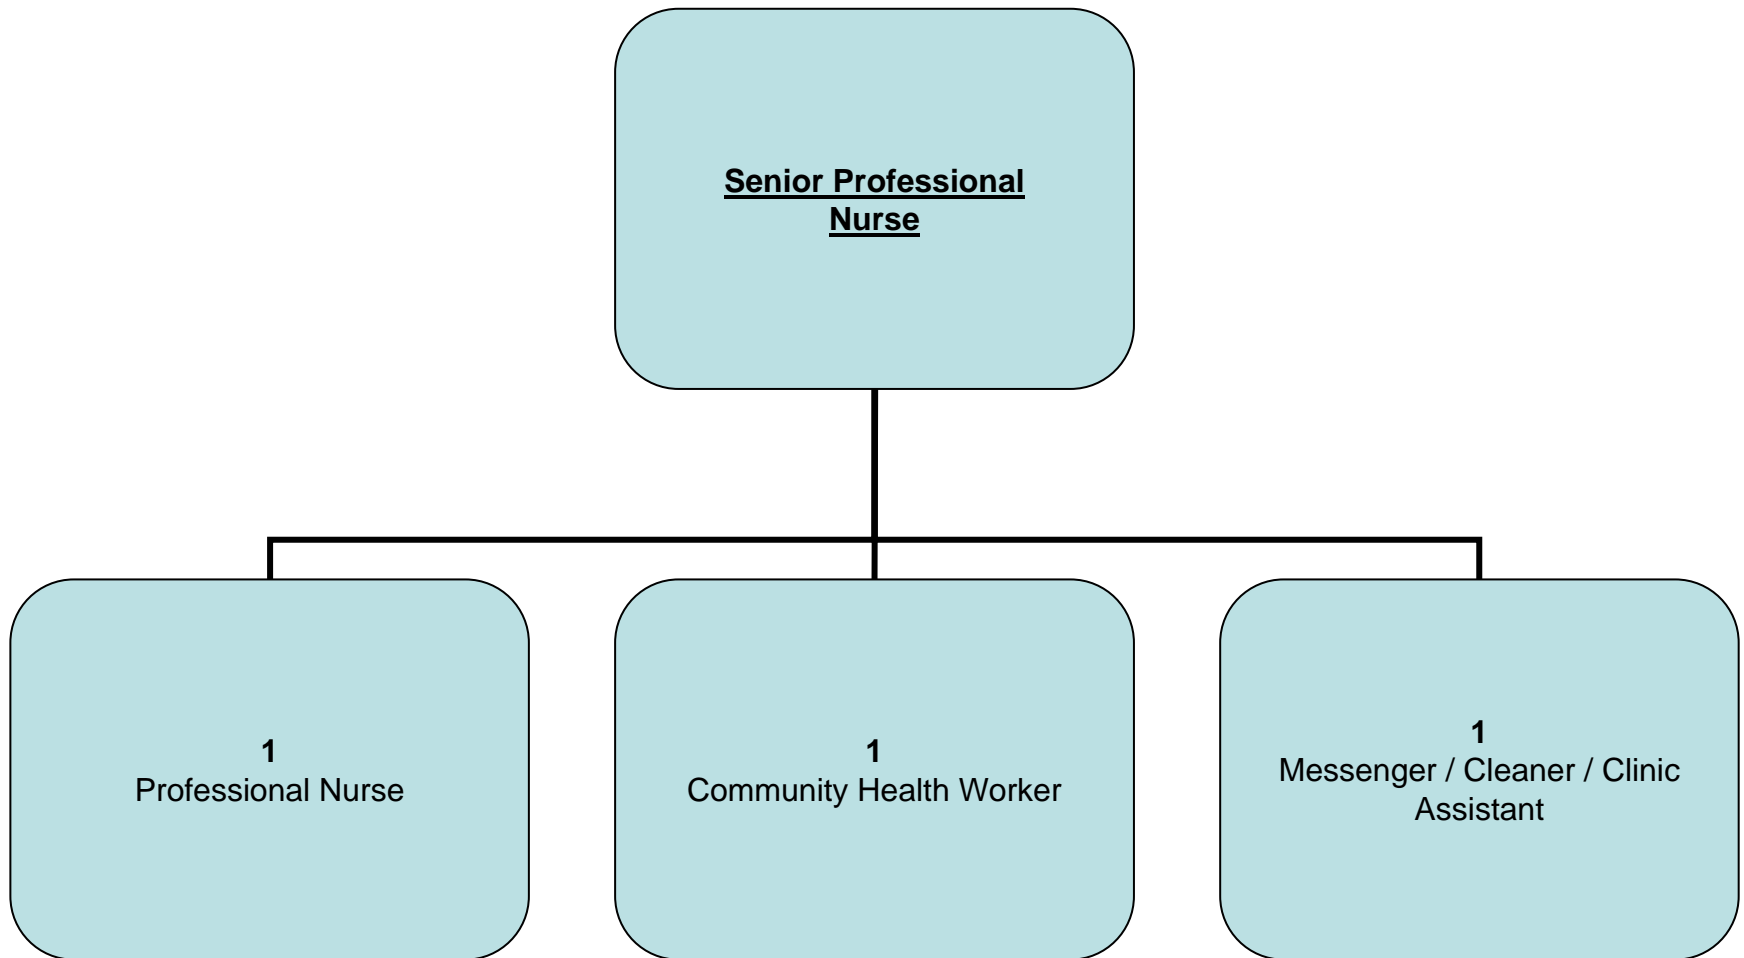 Senior Professional
Nurse
1
Professional Nurse
1
Community Health Worker
1
Messenger / Cleaner / Clinic
Assistant